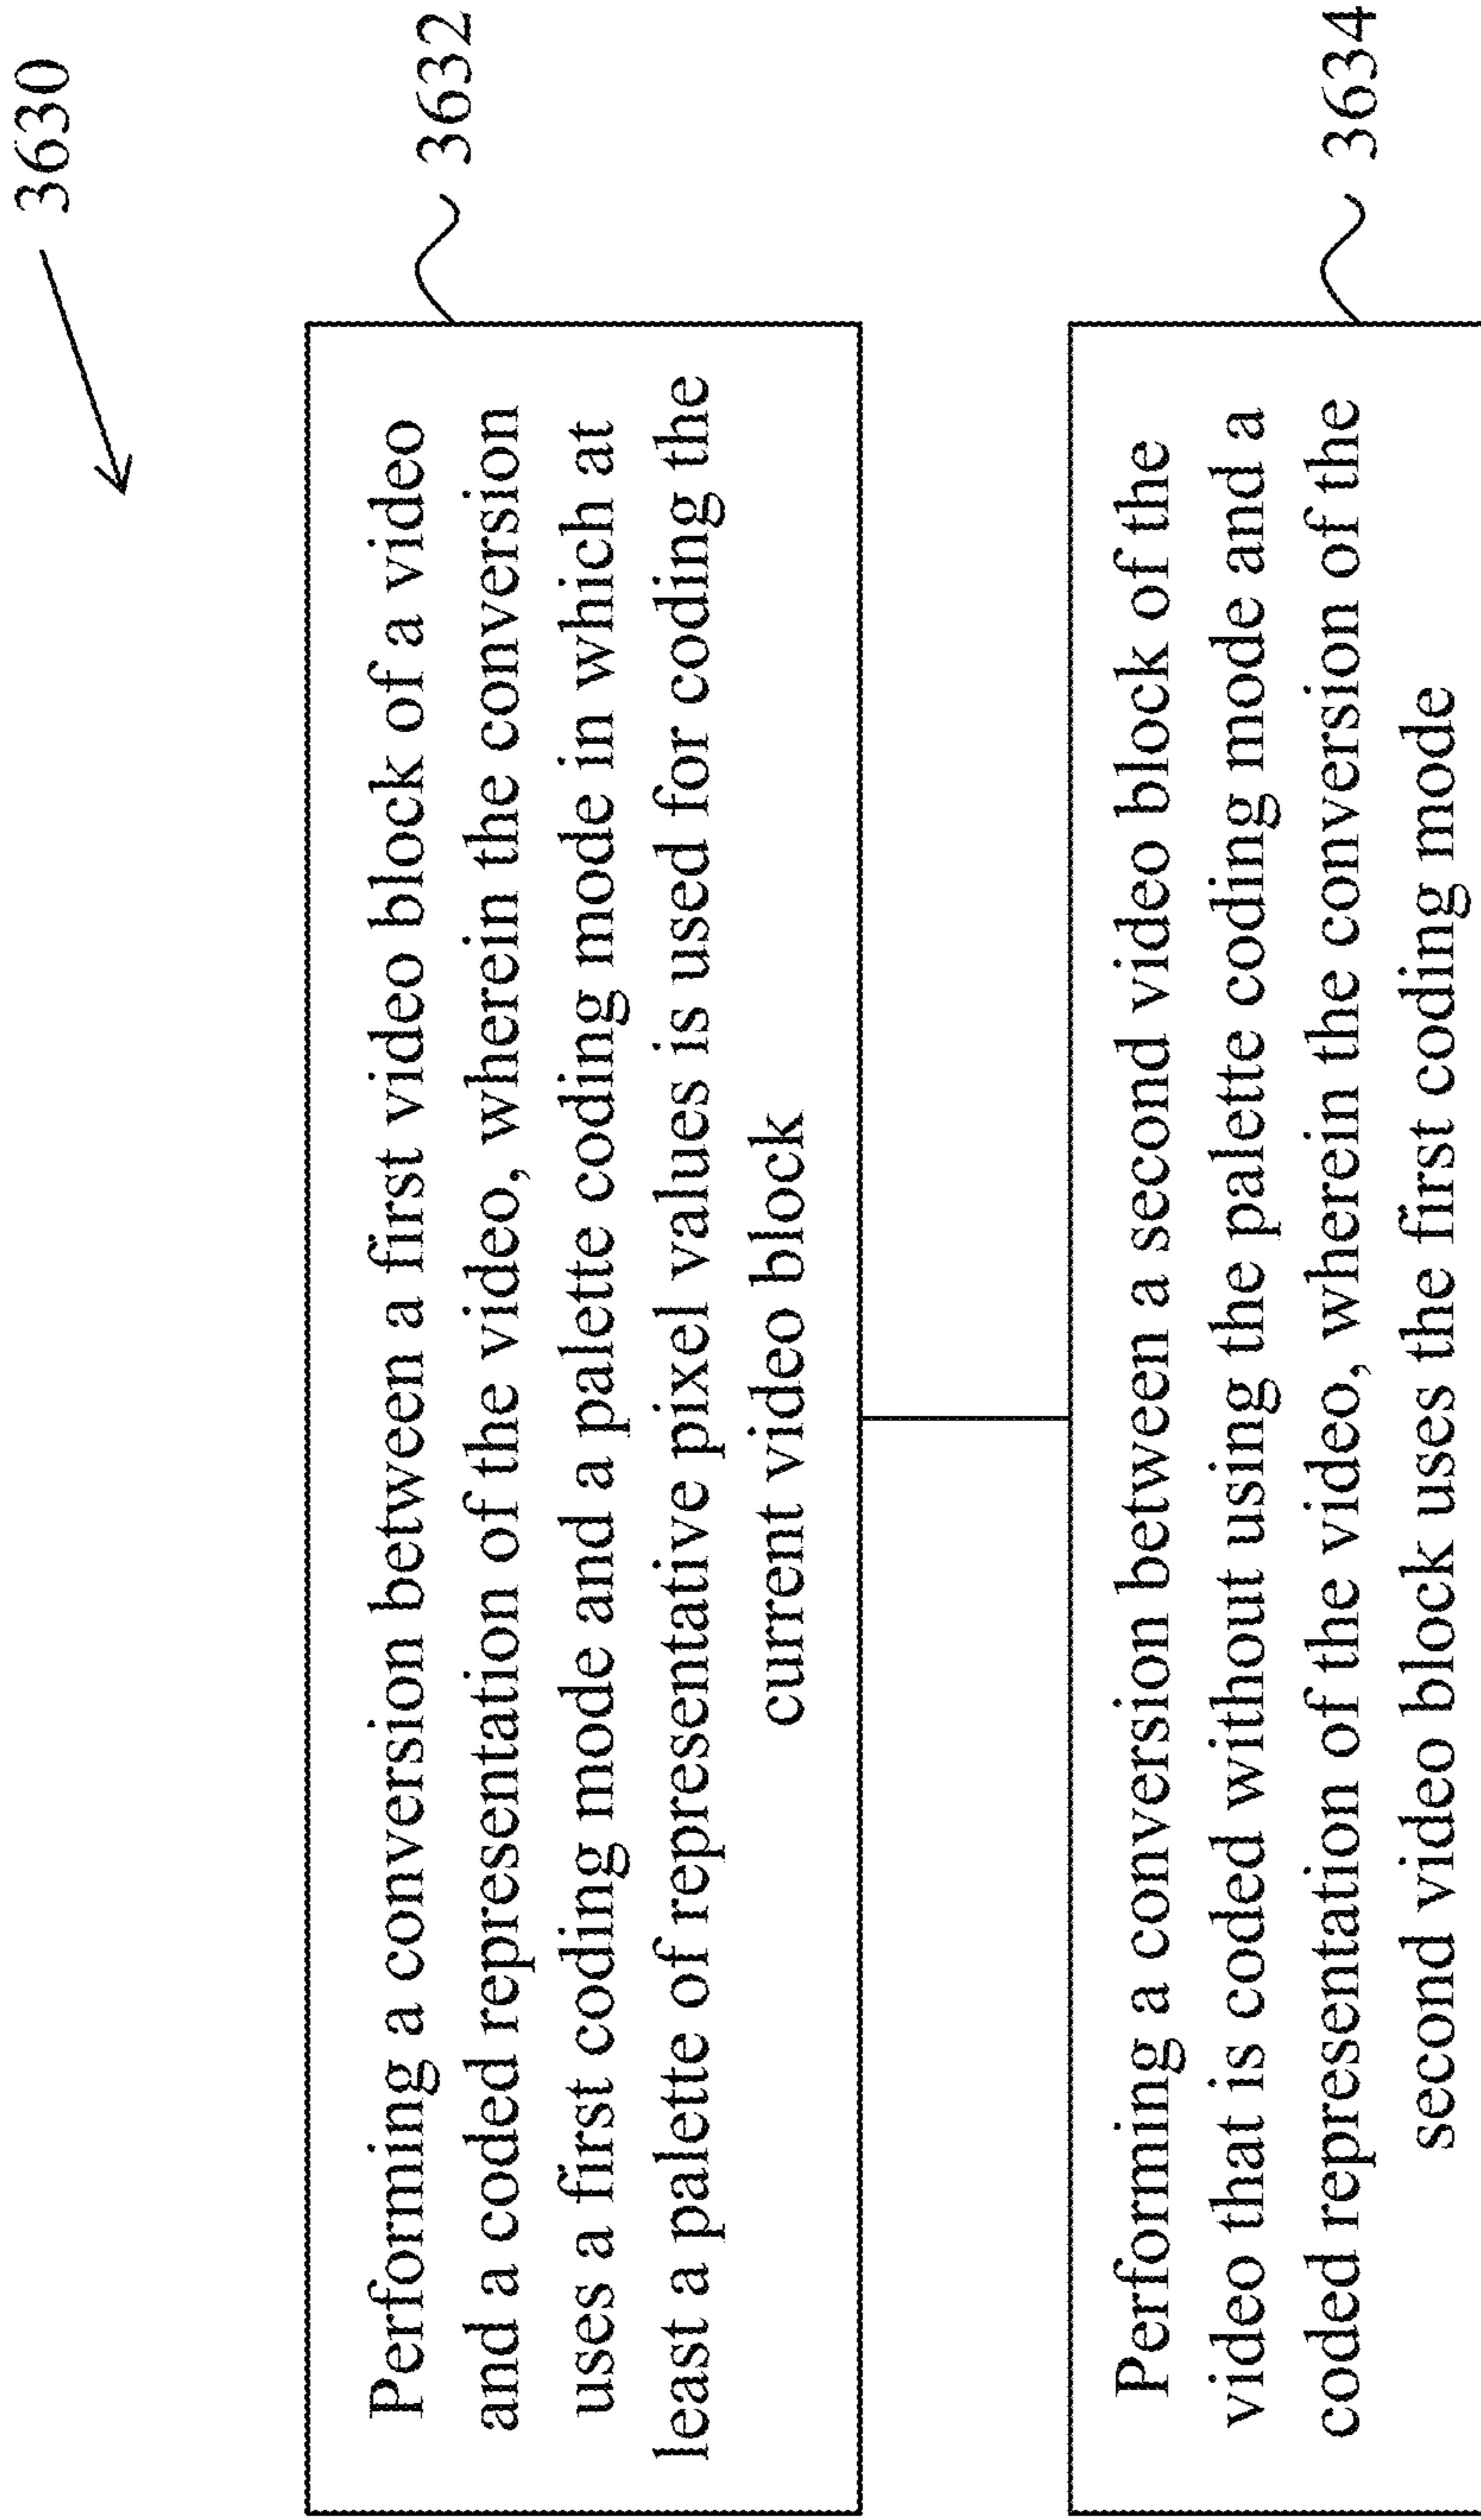 3630
Performing a conversion between a first video block of a video
and a coded representation of the video, wherein the conversion
uses a first coding mode and a palette coding mode in which at
least a palette of representative pixel values is used for coding the
current video block
3632
Performing a conversion between a second video block of the
video that is coded without using the palette coding mode and a
coded representation of the video, wherein the conversion of the
second video block uses the first coding mode
3634